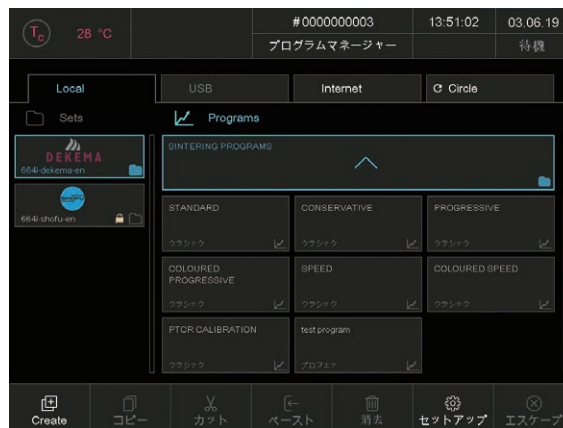 Tc
28 °C
#0000000003
13:51:02
03.06.19
プログラムマネージャー
待機
Local
USB
Internet
Circle
Sets
Programs
DEKEMA
664i-dekema-en
SHOFU
664i-shofu-en
SINTERING PROGRAMS
STANDARD
クラシック
CONSERVATIVE
クラシック
PROGRESSIVE
クラシック
COLOURED
PROGRESSIVE
クラシック
SPEED
クラシック
COLOURED SPEED
クラシック
PTCR CALIBRATION
クラシック
test program
プロフェケ
Create
コピー
カット
ペースト
消去
セットアップ
エスケープ